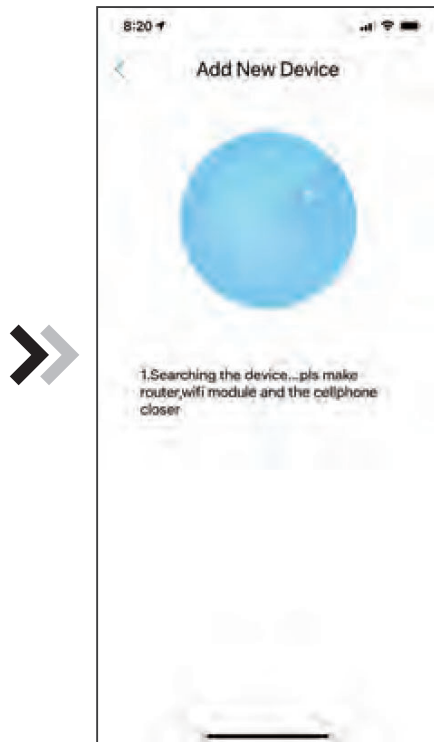 8:20
Add New Device
1.Searching the device...pls make
router,wifi module and the cellphone
closer